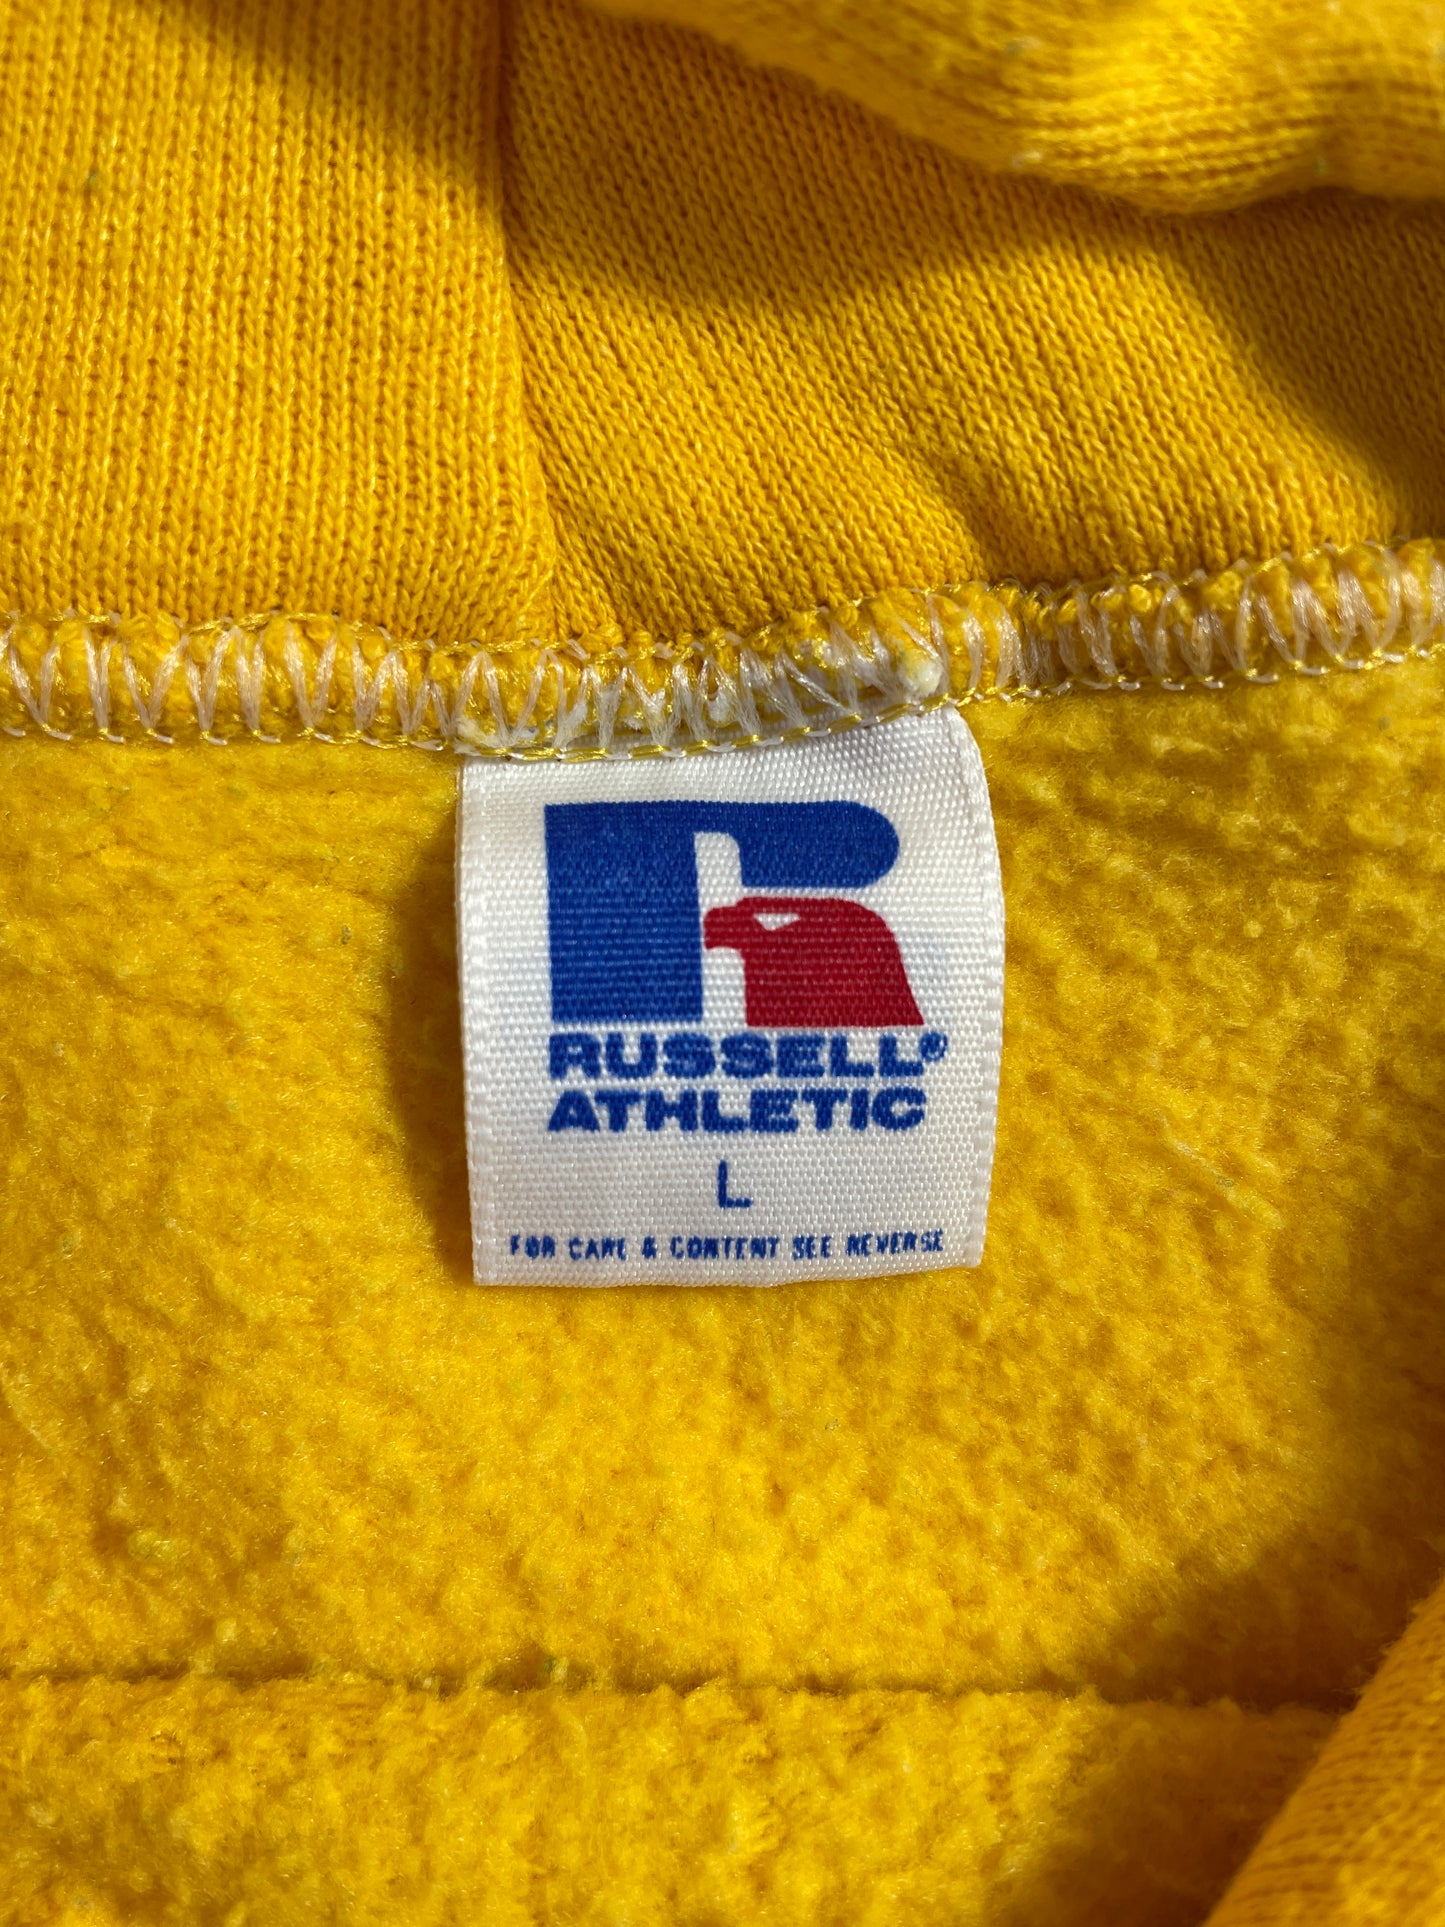 R
RUSSELL®
ATHLETIC
L
FOR CARE & CONTENT SEE REVERSE